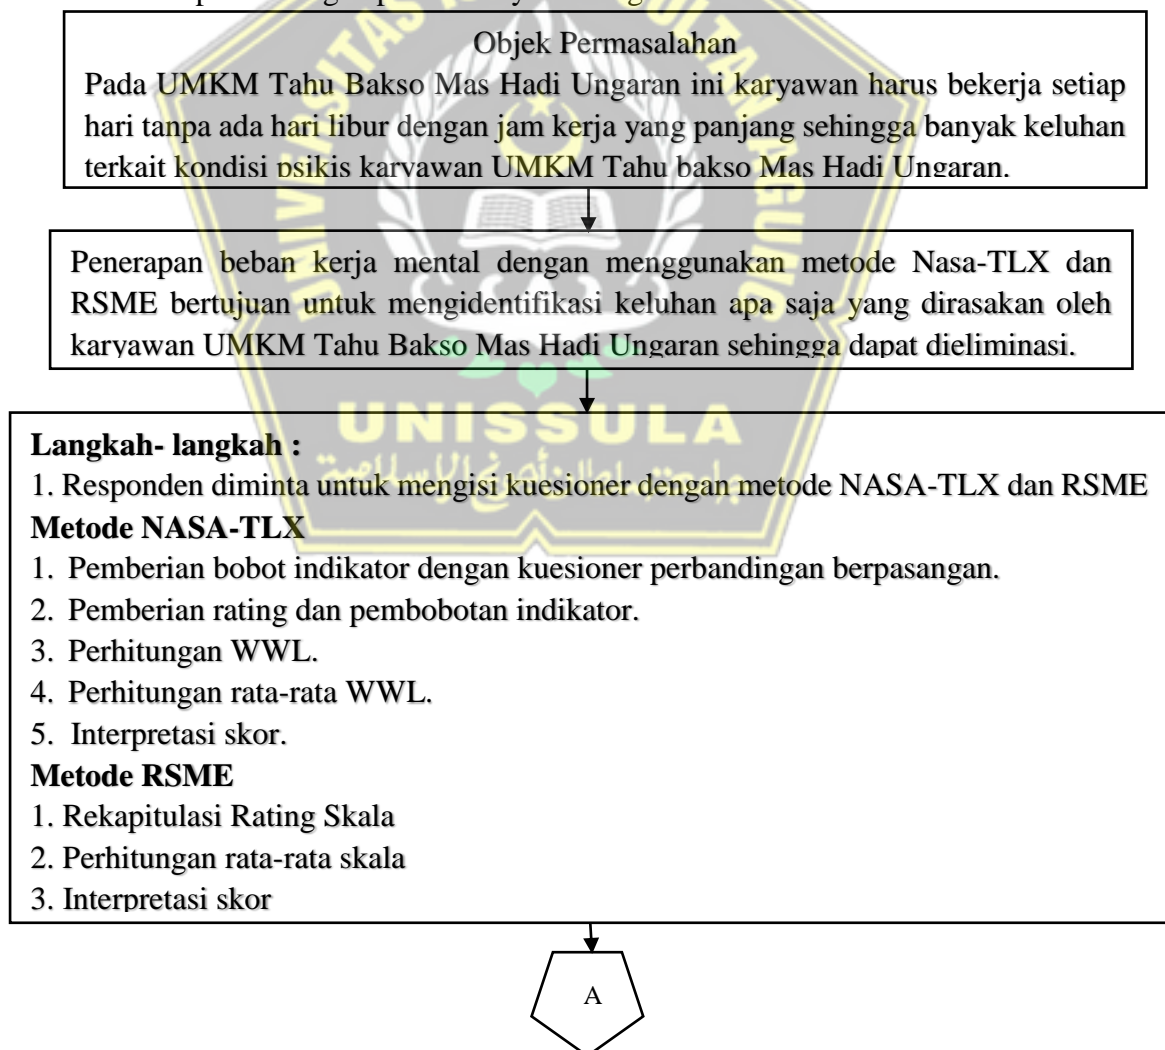 Objek Permasalahan
Pada UMKM Tahu Bakso Mas Hadi Ungaran ini karyawan harus bekerja setiap
hari tanpa ada hari libur dengan jam kerja yang panjang sehingga banyak keluhan
terkait kondisi psikis karyawan UMKM Tahu bakso Mas Hadi Ungaran.
Penerapan beban kerja mental dengan menggunakan metode Nasa-TLX dan
RSME bertujuan untuk mengidentifikasi keluhan apa saja yang dirasakan oleh
karyawan UMKM Tahu Bakso Mas Hadi Ungaran sehingga dapat dieliminasi.
UNISSULA
Langkah- langkah :
1. Responden diminta untuk mengisi kuesioner dengan metode NASA-TLX dan RSME
Metode NASA-TLX
1. Pemberian bobot indikator dengan kuesioner perbandingan berpasangan.
2. Pemberian rating dan pembobotan indikator.
3. Perhitungan WWL.
4. Perhitungan rata-rata WWL.
5. Interpretasi skor.
Metode RSME
1. Rekapitulasi Rating Skala
2. Perhitungan rata-rata skala
3. Interpretasi skor
A